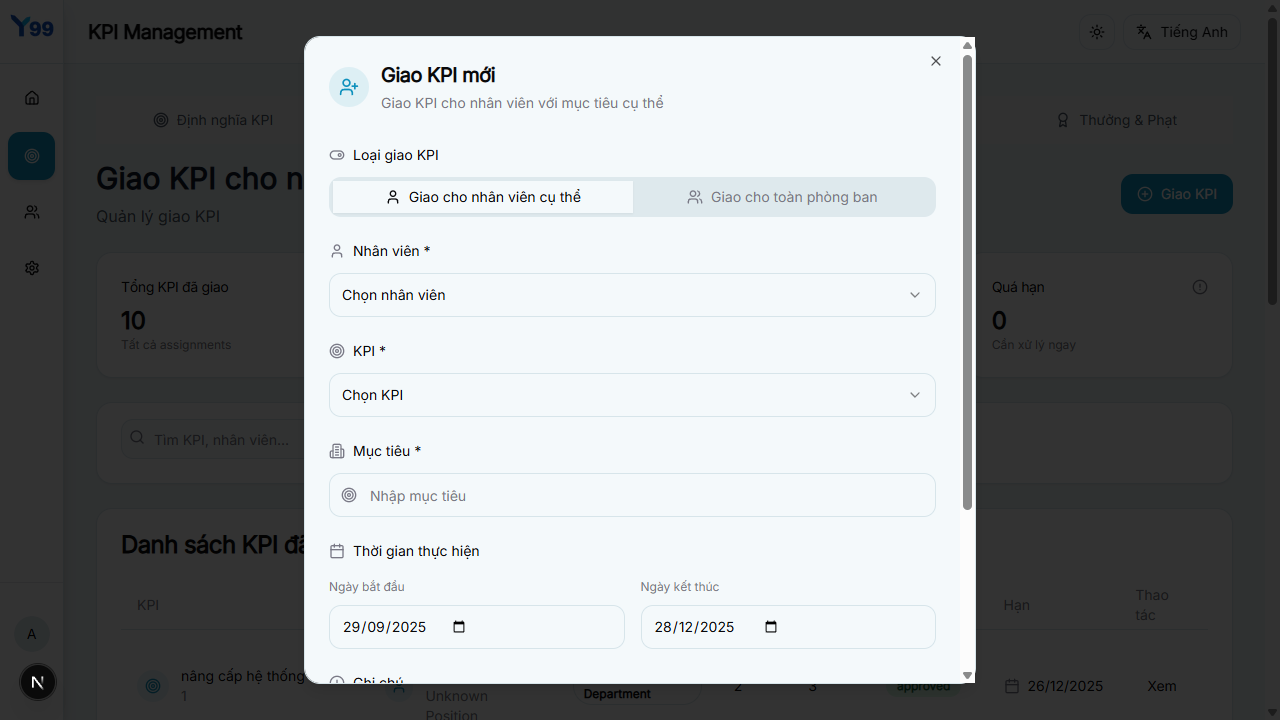 Y99
KPI Management
Tiếng Anh
Định nghĩa KPI
Thưởng & Phạt
Giao KPI cho n
Quản lý giao KPI
Giao KPI
Tổng KPI đã giao
10
Tất cả assignments
Quá hạn
0
Cần xử lý ngay
Tìm KPI, nhân viên...
Danh sách KPI đã
KPI
Hạn
Thao
tác
nâng cấp hệ thống
1
Unknown
Position
Department
2
3
approved
26/12/2025
Xem
A
N
Giao KPI mới
Giao KPI cho nhân viên với mục tiêu cụ thể
Loại giao KPI
Giao cho nhân viên cụ thể
Giao cho toàn phòng ban
Nhân viên *
Chọn nhân viên
KPI *
Chọn KPI
Mục tiêu *
Nhập mục tiêu
Thời gian thực hiện
Ngày bắt đầu
Ngày kết thúc
29/09/2025
28/12/2025
Ghi chú